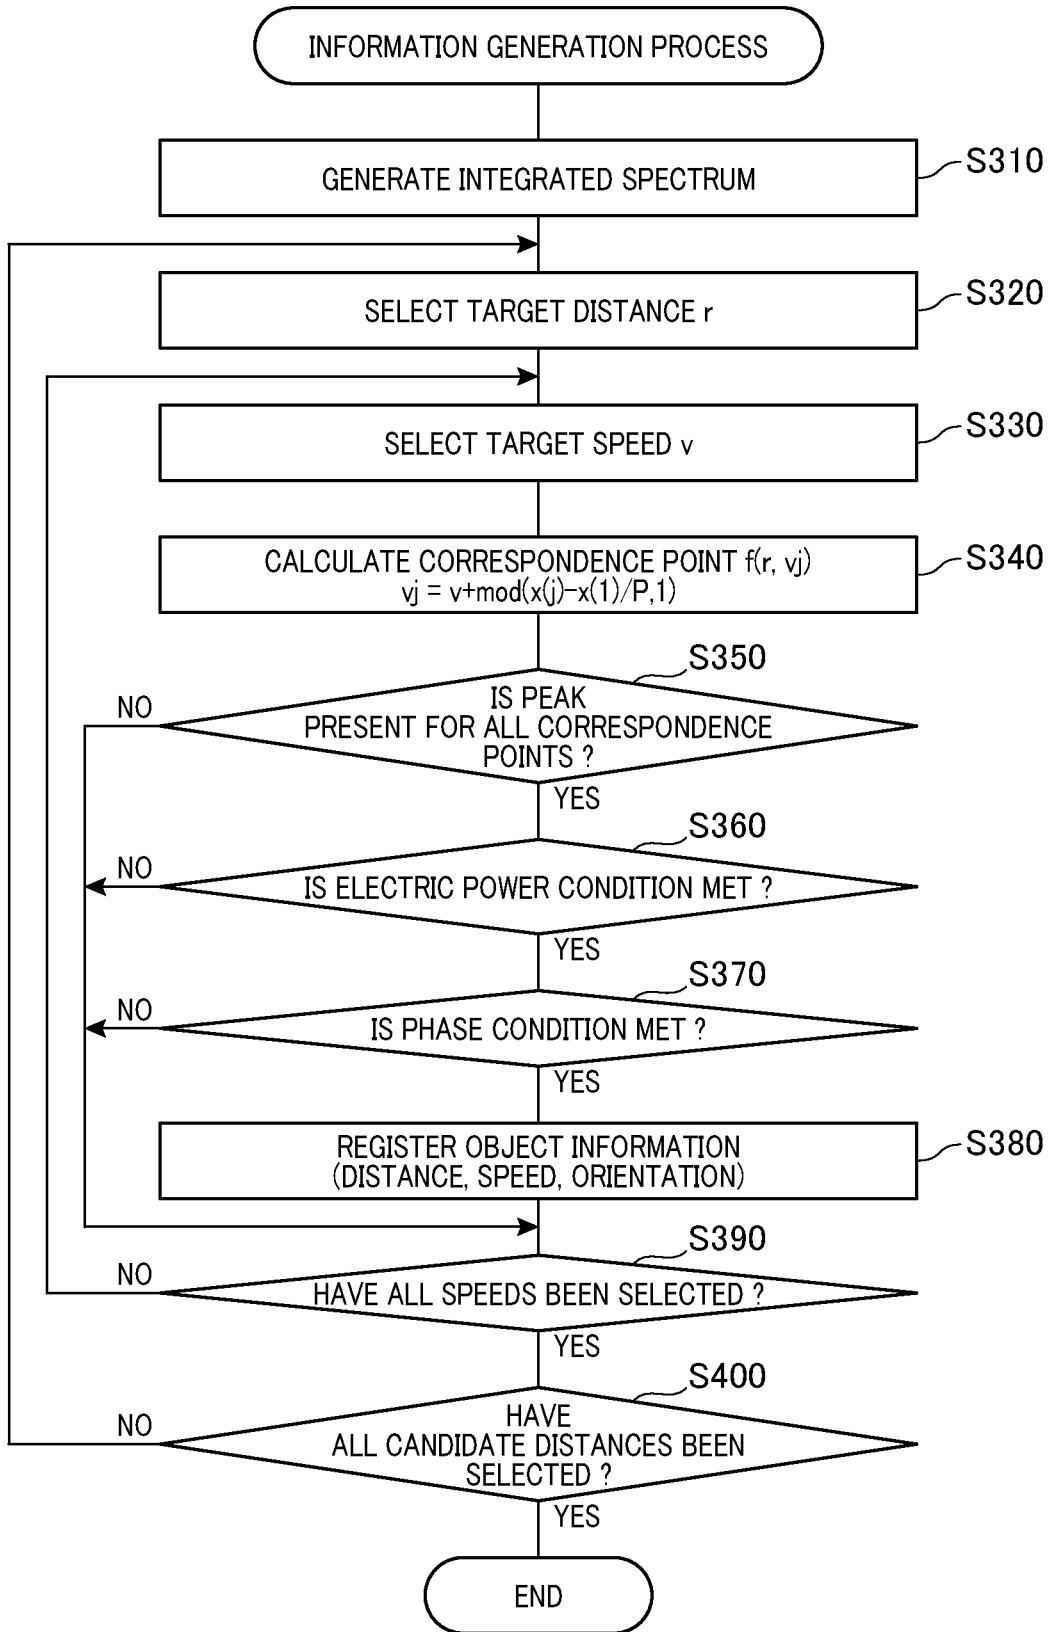 INFORMATION GENERATION PROCESS
GENERATE INTEGRATED SPECTRUM
S310
SELECT TARGET DISTANCE r
S320
SELECT TARGET SPEED v
S330
CALCULATE CORRESPONDENCE POINT f(r, vj)
vj = v+mod(x(j)-x(1)/P,1)
S340
S350
NO
IS PEAK
PRESENT FOR ALL CORRESPONDENCE
POINTS ?
YES
S360
NO
IS ELECTRIC POWER CONDITION MET ?
YES
S370
NO
IS PHASE CONDITION MET ?
YES
REGISTER OBJECT INFORMATION
(DISTANCE, SPEED, ORIENTATION)
S380
S390
NO
HAVE ALL SPEEDS BEEN SELECTED ?
YES
S400
NO
HAVE
ALL CANDIDATE DISTANCES BEEN
SELECTED ?
YES
END